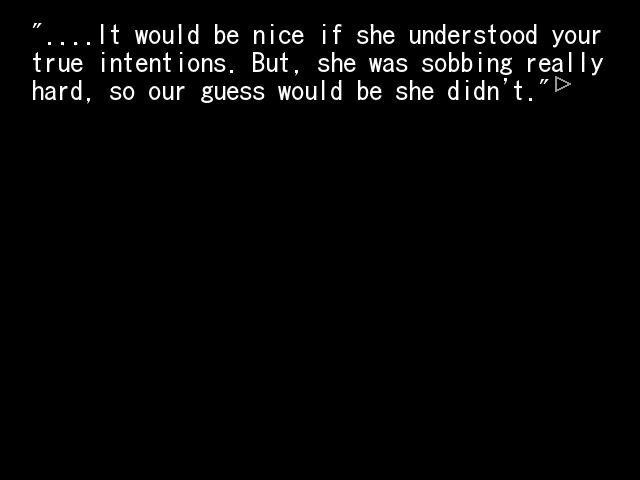 "....It would be nice if she understood your
true intentions. But, she was sobbing really
hard, so our guess would be she didn't."